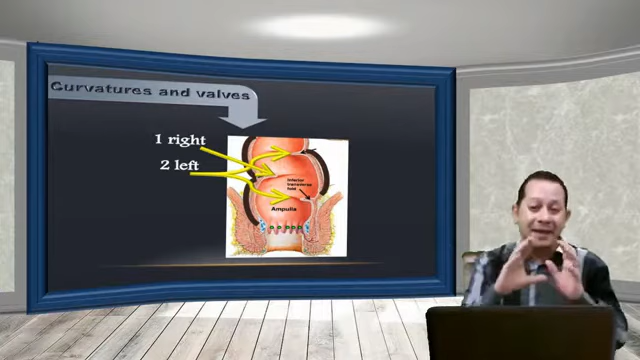 Curvatures and valves
1 right
2 left
Inferior
transverse
fold
Ampulla